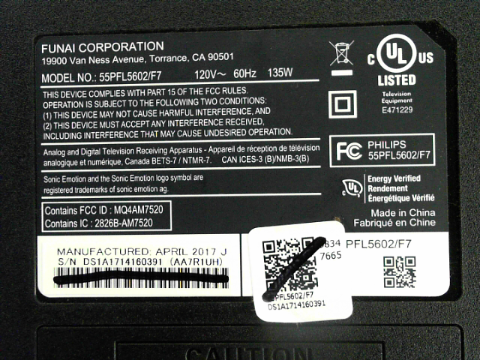 FUNAI CORPORATION
19900 Van Ness Avenue, Torrance, CA 90501
MODEL NO.: 55PFL5602/F7 120V~ 60Hz 135W
THIS DEVICE COMPLIES WITH PART 15 OF THE FCC RULES.
OPERATION IS SUBJECT TO THE FOLLOWING TWO CONDITIONS:
(1) THIS DEVICE MAY NOT CAUSE HARMFUL INTERFERENCE, AND
(2) THIS DEVICE MUST ACCEPT ANY INTERFERENCE RECEIVED,
INCLUDING INTERFERENCE THAT MAY CAUSE UNDESIRED OPERATION.
Analog and Digital Television Receiving Apparatus - Appareil de réception de télévision
analogique et numérique, Canada BETS-7 / NTMR-7. CAN ICES-3 (B)/NMB-3(B)
Sonic Emotion and the Sonic Emotion logo symbol are
registered trademarks of sonic emotion ag.
Contains FCC ID : MQ4AM7520
Contains IC : 2826B-AM7520
C UL US
LISTED
Television
Equipment
E471229
FC PHILIPS
55PFL5602/F7
Energy Verified
Rendement
Énergétique Vérifié
Made in China
Fabriqué en Chine
MANUFACTURED: APRIL 2017 J
S/N DS1A1714160391 (AA7R1UH)
834
7665
PFL5602/F7
PFL5602/F7
DS1A1714160391
CAUTION